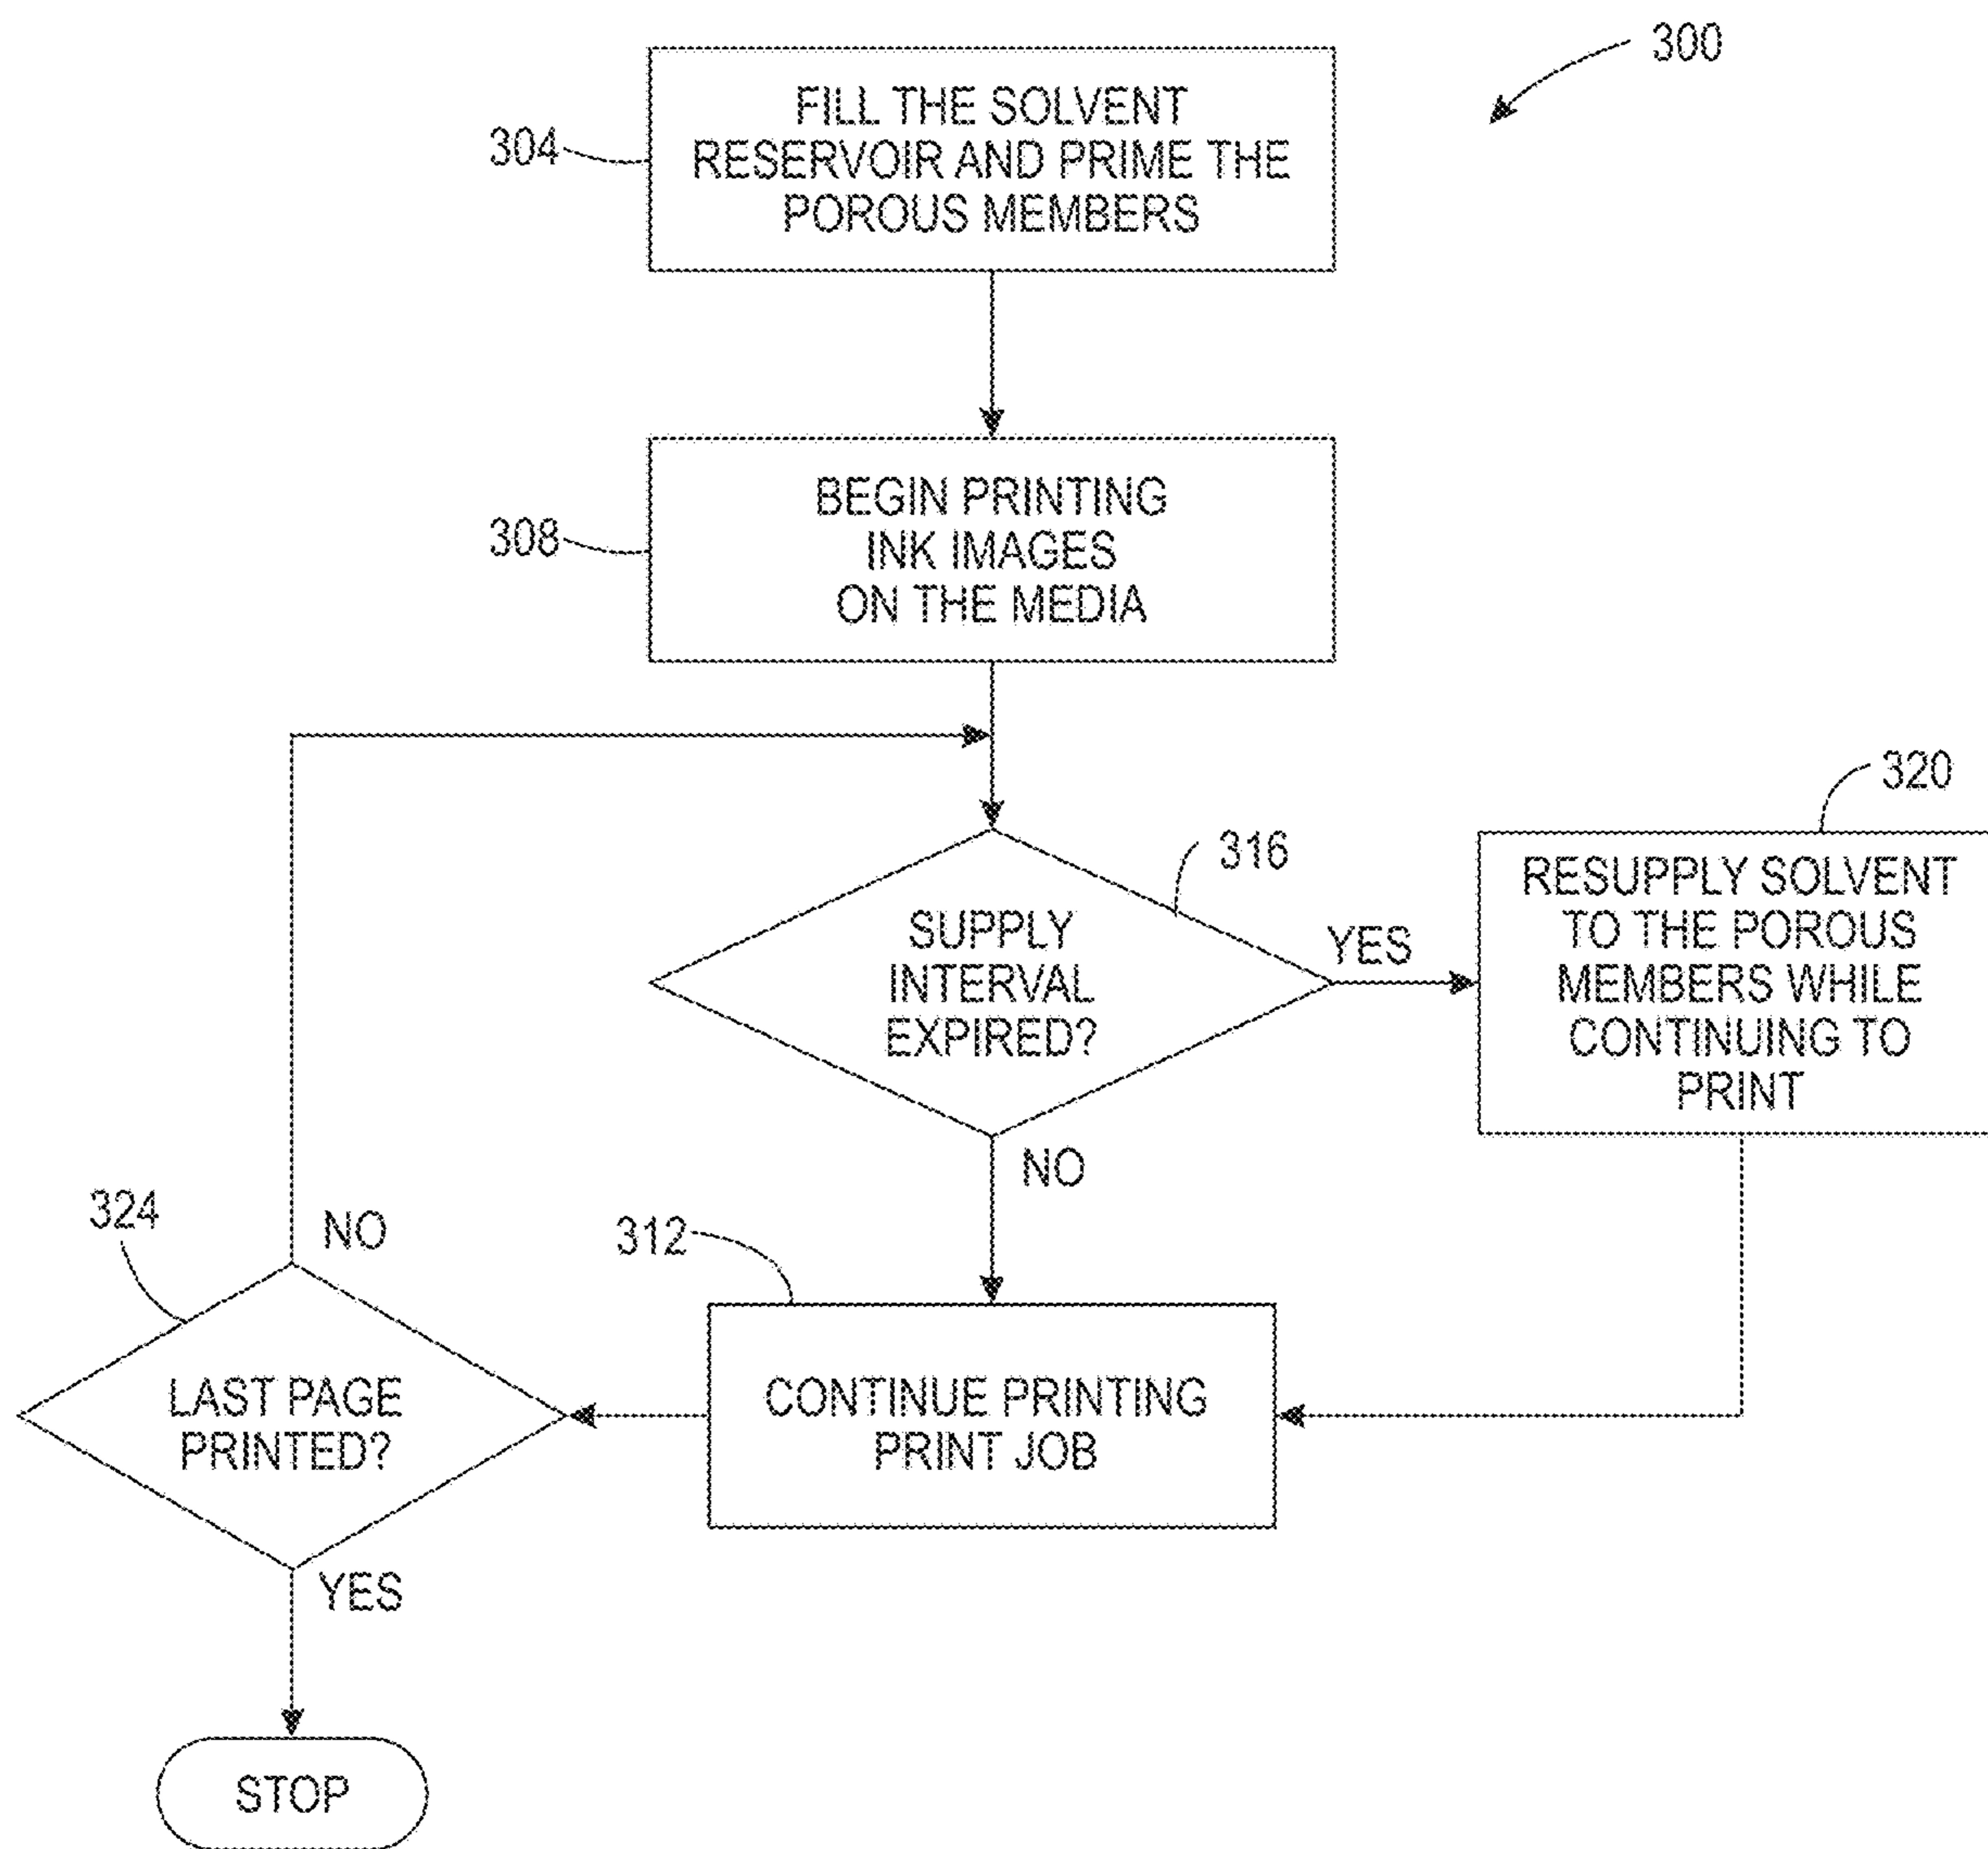 300
304
FILL THE SOLVENT
RESERVOIR AND PRIME THE
POROUS MEMBERS
308
BEGIN PRINTING
INK IMAGES
ON THE MEDIA
316
SUPPLY
INTERVAL
EXPIRED?
YES
NO
320
RESUPPLY SOLVENT
TO THE POROUS
MEMBERS WHILE
CONTINUING TO
PRINT
312
CONTINUE PRINTING
PRINT JOB
324
LAST PAGE
PRINTED?
NO
YES
STOP